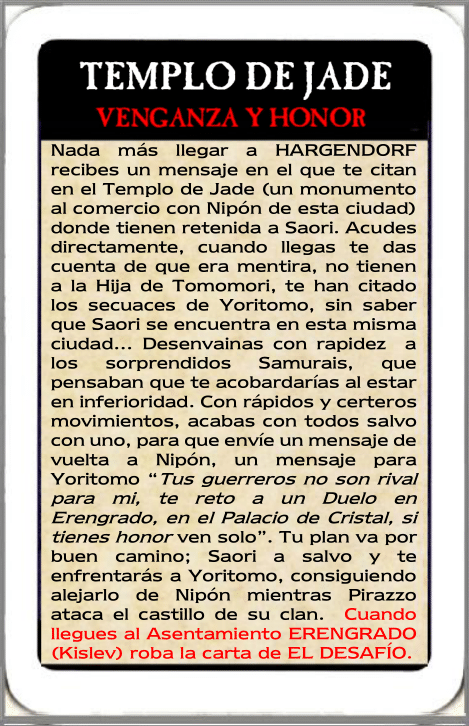 TEMPLO DE JADE
VENGANZA Y HONOR
Nada más llegar a HARGENDORF
recibes un mensaje en el que te citan
en el Templo de Jade (un monumento
al comercio con Nipón de esta ciudad)
donde tienen retenida a Saori. Acudes
directamente, cuando llegas te das
cuenta de que era mentira, no tienen
a la Hija de Tomomori, te han citado
los secuaces de Yoritomo, sin saber
que Saori se encuentra en esta misma
ciudad... Desenvainas con rapidez a
los sorprendidos Samurais, que
pensaban que te acobardarías al estar
en inferioridad. Con rápidos y certeros
movimientos, acabas con todos salvo
con uno, para que envíe un mensaje de
vuelta a Nipón, un mensaje para
Yoritomo “Tus guerreros no son rival
para mi, te reto a un Duelo en
Erengrado, en el Palacio de Cristal, si
tienes honor ven solo”. Tu plan va por
buen camino; Saori a salvo y te
enfrentarás a Yoritomo, consiguiendo
alejarlo de Nipón mientras Pirazzo
ataca el castillo de su clan. Cuando
llegues al Asentamiento ERENGRADO
(Kislev) roba la carta de EL DESAFÍO.